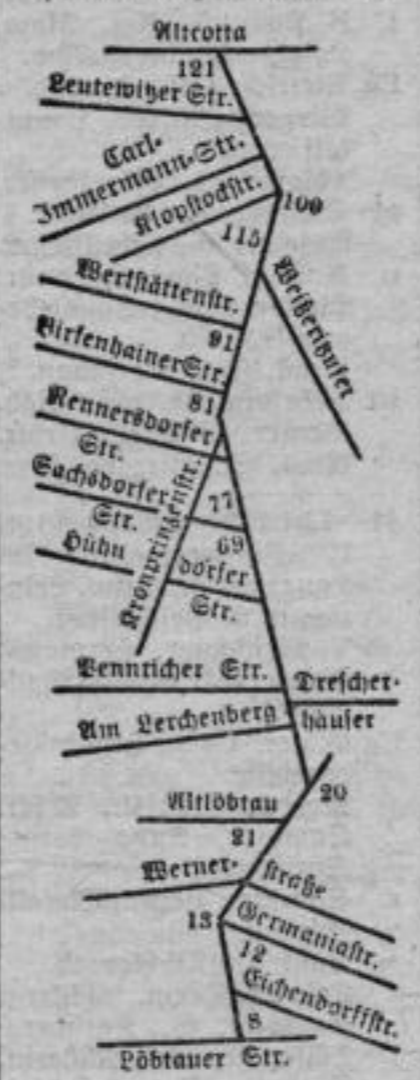 Altcotta
121
Leutewitzer Str.
Carl-
Immermann-Str.
Klopstockstr.
100
115
Weißeritzufer
Werkstättenstr.
91
Birkenhainer Str.
81
Rennersdorfer
Str.
Kronprinzenstr.
Sachsdorfer
Str.
77
69
Hühn
dorfer
Str.
Pennricher Str.
Drescher-
häuser
Am Lerchenberg
20
Altlöbtau
21
Werner-
straße
13
Germaniastr.
12
Eichendorffstr.
8
Löbtauer Str.